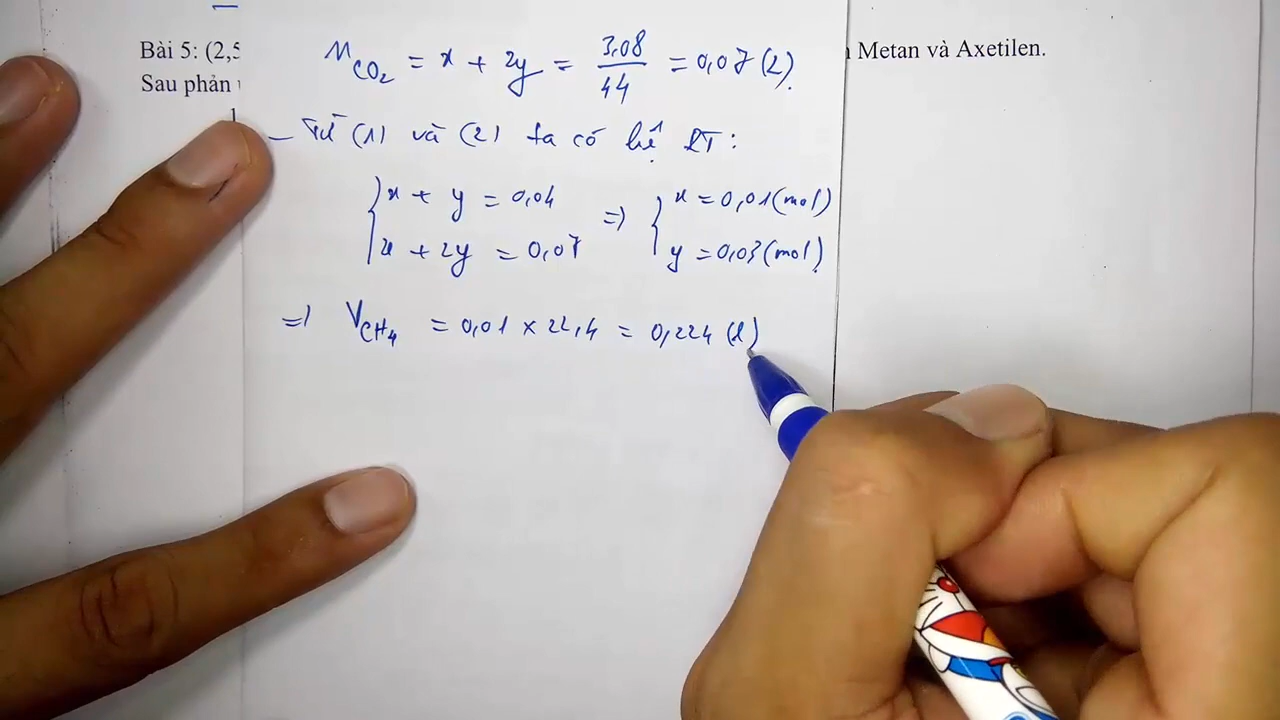 Bài 5: (2,5
n Metan và Axetilen.
Sau phản ư
n CO₂ = x + 2y = 3,08 / 44 = 0,07 (2).
- Từ (1) và (2) ta có hệ PT:
{ x + y = 0,04 => { x = 0,01 (mol)
x + 2y = 0,07 y = 0,03 (mol)
=> V CH₄ = 0,01 x 22,4 = 0,224 (l)